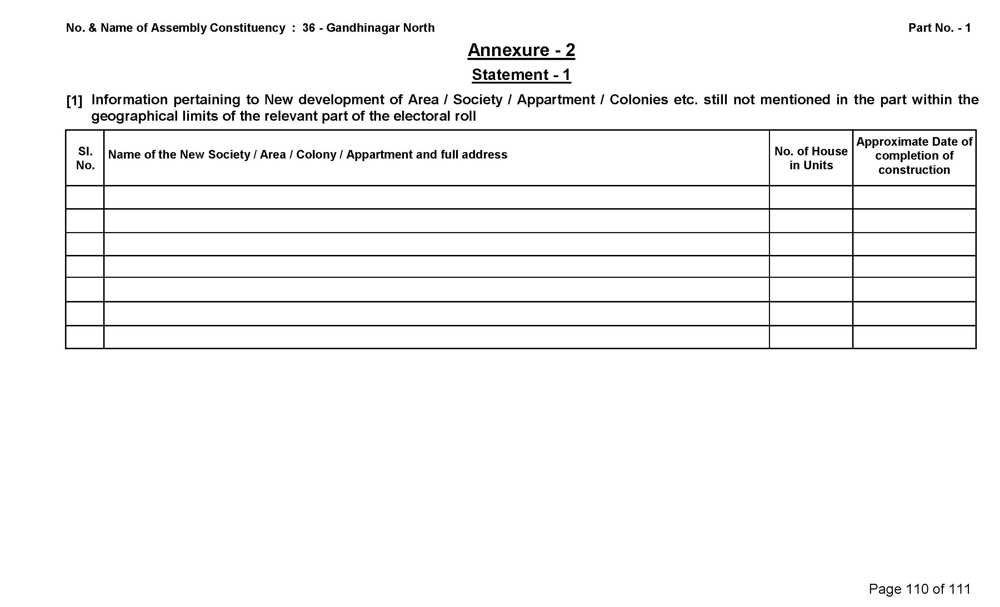 No. & Name of Assembly Constituency : 36 - Gandhinagar North Part No. - 1
Annexure - 2
Statement - 1
[1] Information pertaining to New development of Area / Society / Appartment / Colonies etc. still not mentioned in the part within the
geographical limits of the relevant part of the electoral roll
Sl.
No.
Name of the New Society / Area / Colony / Appartment and full address
No. of House
in Units
Approximate Date of
completion of
construction
Page 110 of 111